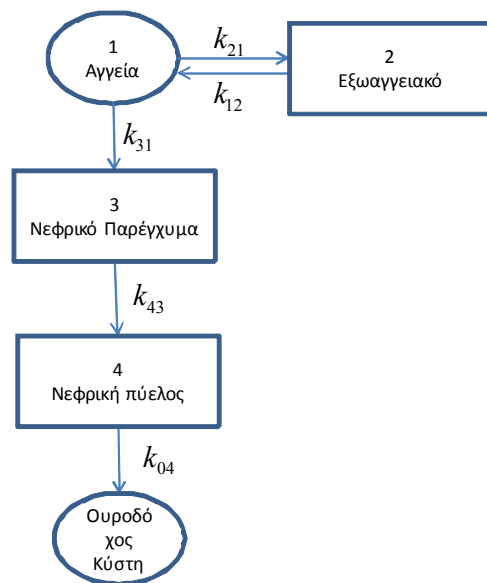 1
Αγγεία
k21
k12
2
Εξωαγγειακό
k31
3
Νεφρικό Παρέγχυμα
k43
4
Νεφρική πύελος
k04
Ουροδό
χος
Κύστη